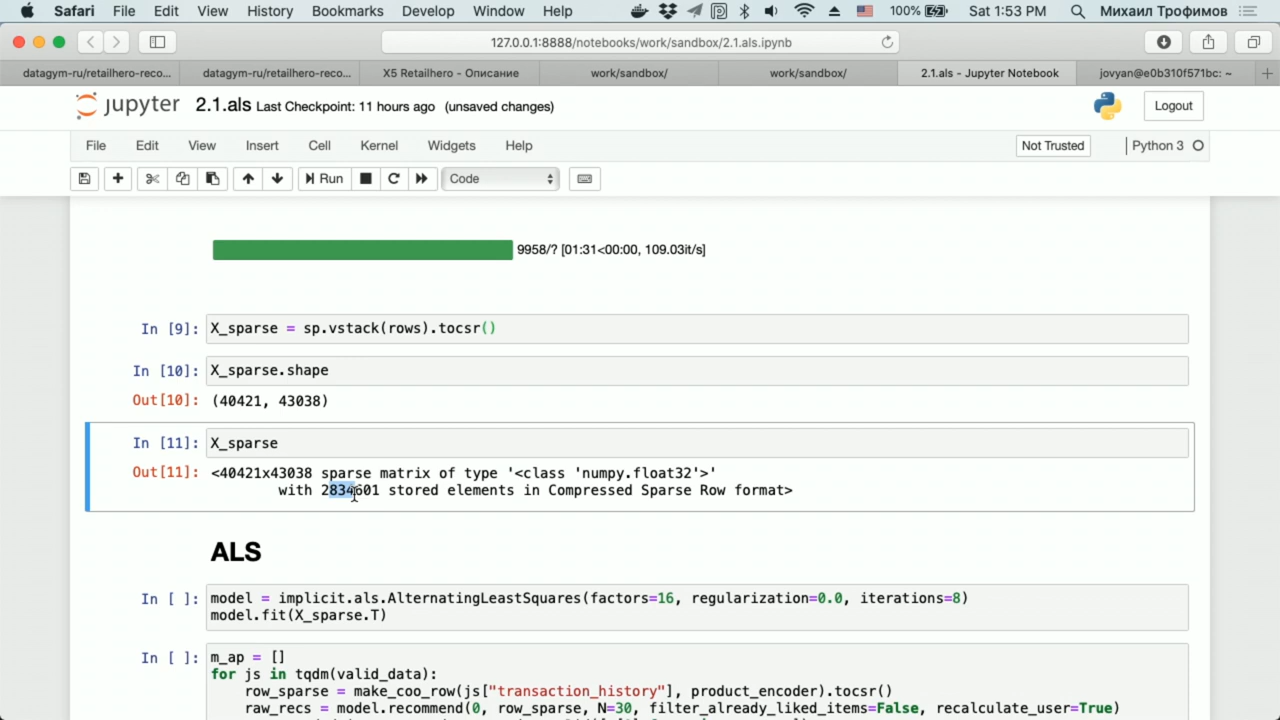 Safari File Edit View History Bookmarks Develop Window Help 100% Sat 1:53 PM Михаил Трофимов
127.0.0.1:8888/notebooks/work/sandbox/2.1.als.ipynb
datagym-ru/retailhero-reco... datagym-ru/retailhero-reco... X5 Retailhero - Описание work/sandbox/ work/sandbox/ 2.1.als - Jupyter Notebook jovyan@e0b310f571bc: ~
jupyter 2.1.als Last Checkpoint: 11 hours ago (unsaved changes) Logout
File Edit View Insert Cell Kernel Widgets Help Not Trusted Python 3
Run Code
9958/? [01:31<00:00, 109.03it/s]
In [9]: X_sparse = sp.vstack(rows).tocsr()
In [10]: X_sparse.shape
Out[10]: (40421, 43038)
In [11]: X_sparse
Out[11]: <40421x43038 sparse matrix of type '<class 'numpy.float32'>'
with 2834601 stored elements in Compressed Sparse Row format>
ALS
In [ ]: model = implicit.als.AlternatingLeastSquares(factors=16, regularization=0.0, iterations=8)
model.fit(X_sparse.T)
In [ ]: m_ap = []
for js in tqdm(valid_data):
row_sparse = make_coo_row(js["transaction_history"], product_encoder).tocsr()
raw_recs = model.recommend(0, row_sparse, N=30, filter_already_liked_items=False, recalculate_user=True)